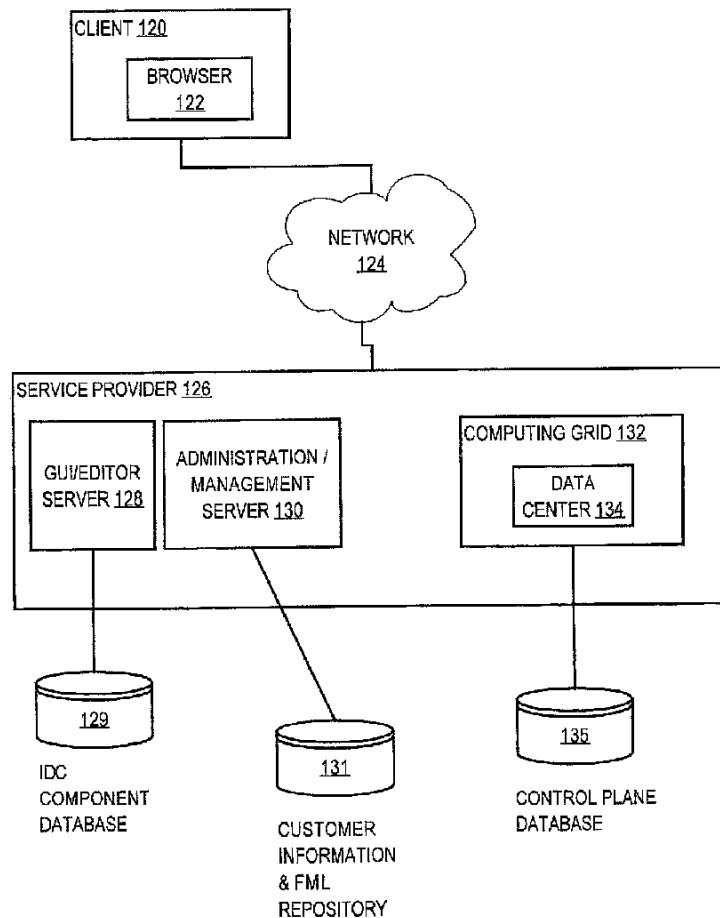 CLIENT 120
BROWSER
122
NETWORK
124
SERVICE PROVIDER 126
GUI/EDITOR
SERVER 128
ADMINISTRATION /
MANAGEMENT
SERVER 130
COMPUTING GRID 132
DATA
CENTER 134
129
IDC
COMPONENT
DATABASE
131
CUSTOMER
INFORMATION
& FML
REPOSITORY
135
CONTROL PLANE
DATABASE